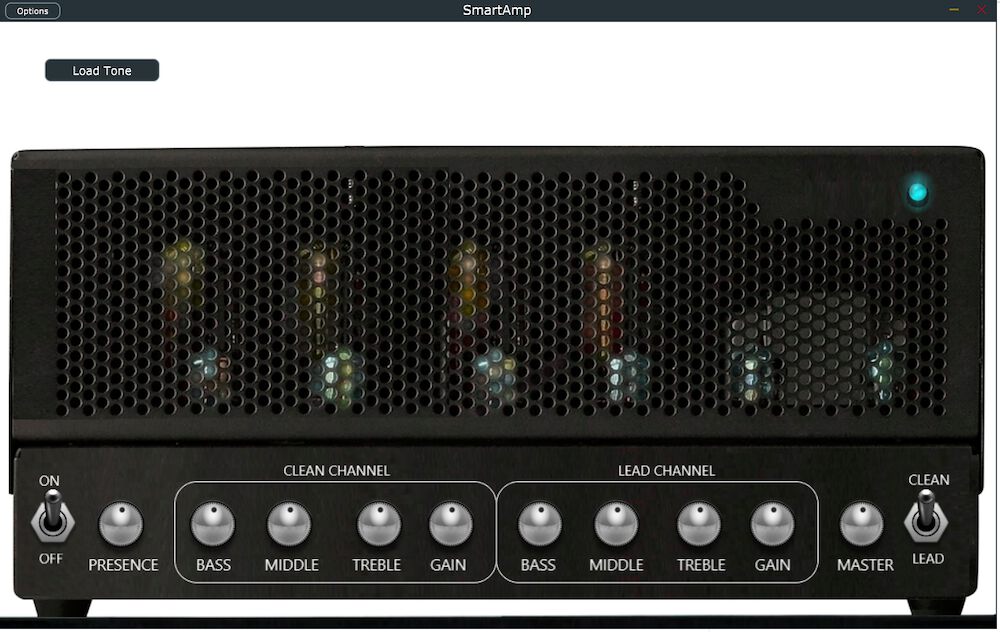 Options
SmartAmp
Load Tone
CLEAN CHANNEL
LEAD CHANNEL
ON
CLEAN
OFF
PRESENCE
BASS
MIDDLE
TREBLE
GAIN
BASS
MIDDLE
TREBLE
GAIN
MASTER
LEAD